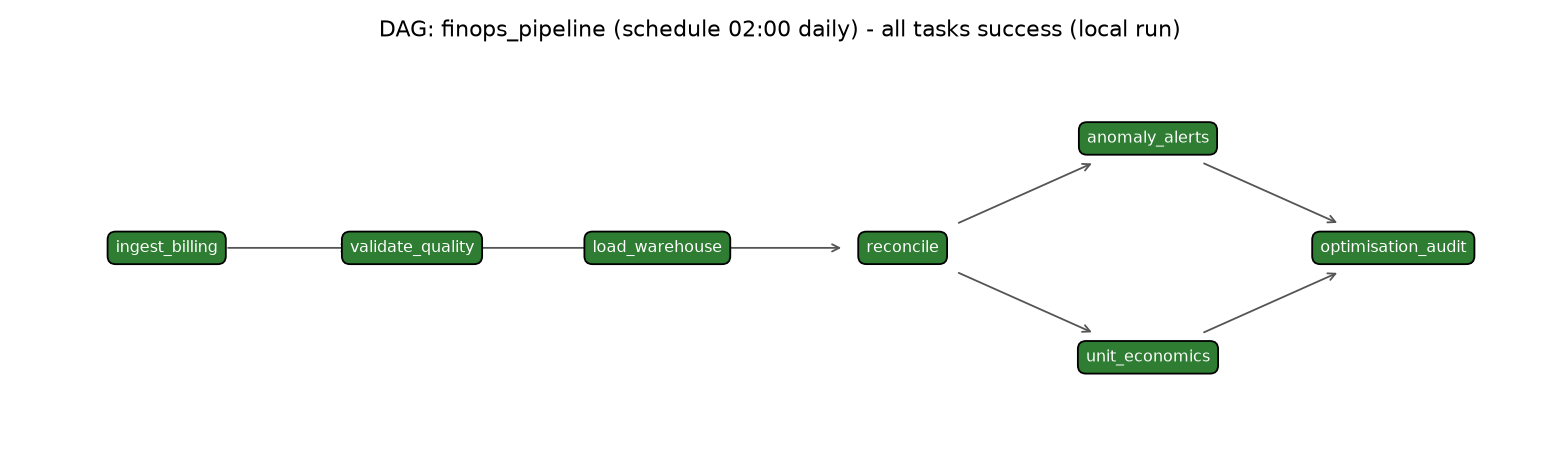 DAG: finops_pipeline (schedule 02:00 daily) - all tasks success (local run)
anomaly_alerts
ingest_billing
validate_quality
load_warehouse
reconcile
optimisation_audit
unit_economics